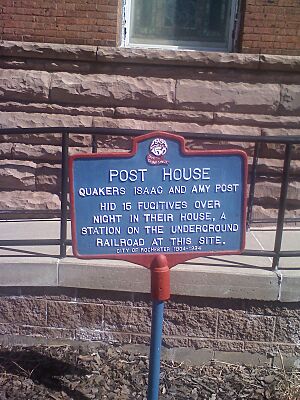 POST HOUSE
QUAKERS ISAAC AND AMY POST
HID 15 FUGITIVES OVER
NIGHT IN THEIR HOUSE, A
STATION ON THE UNDERGROUND
RAILROAD AT THIS SITE.
CITY OF ROCHESTER 1834-1984